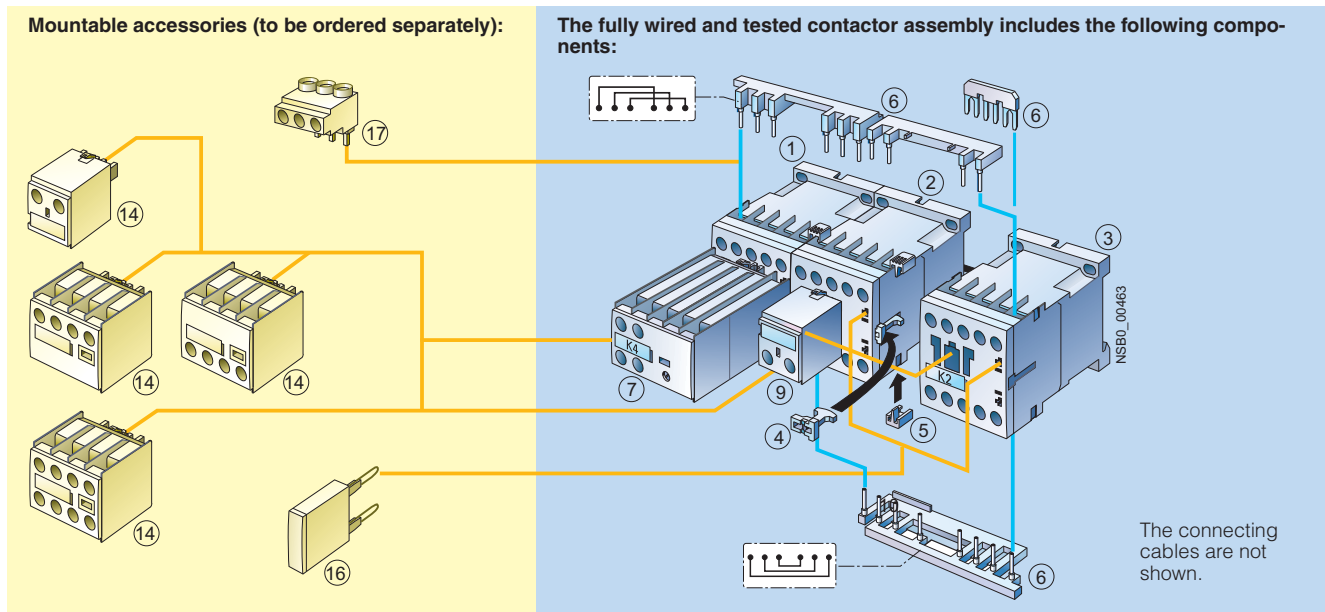 Mountable accessories (to be ordered separately):
The fully wired and tested contactor assembly includes the following compo-
nents:
6
6
17
1
2
14
3
NSB0_00463
K4
K2
14
14
7
9
4
5
14
16
6
The connecting
cables are not
shown.